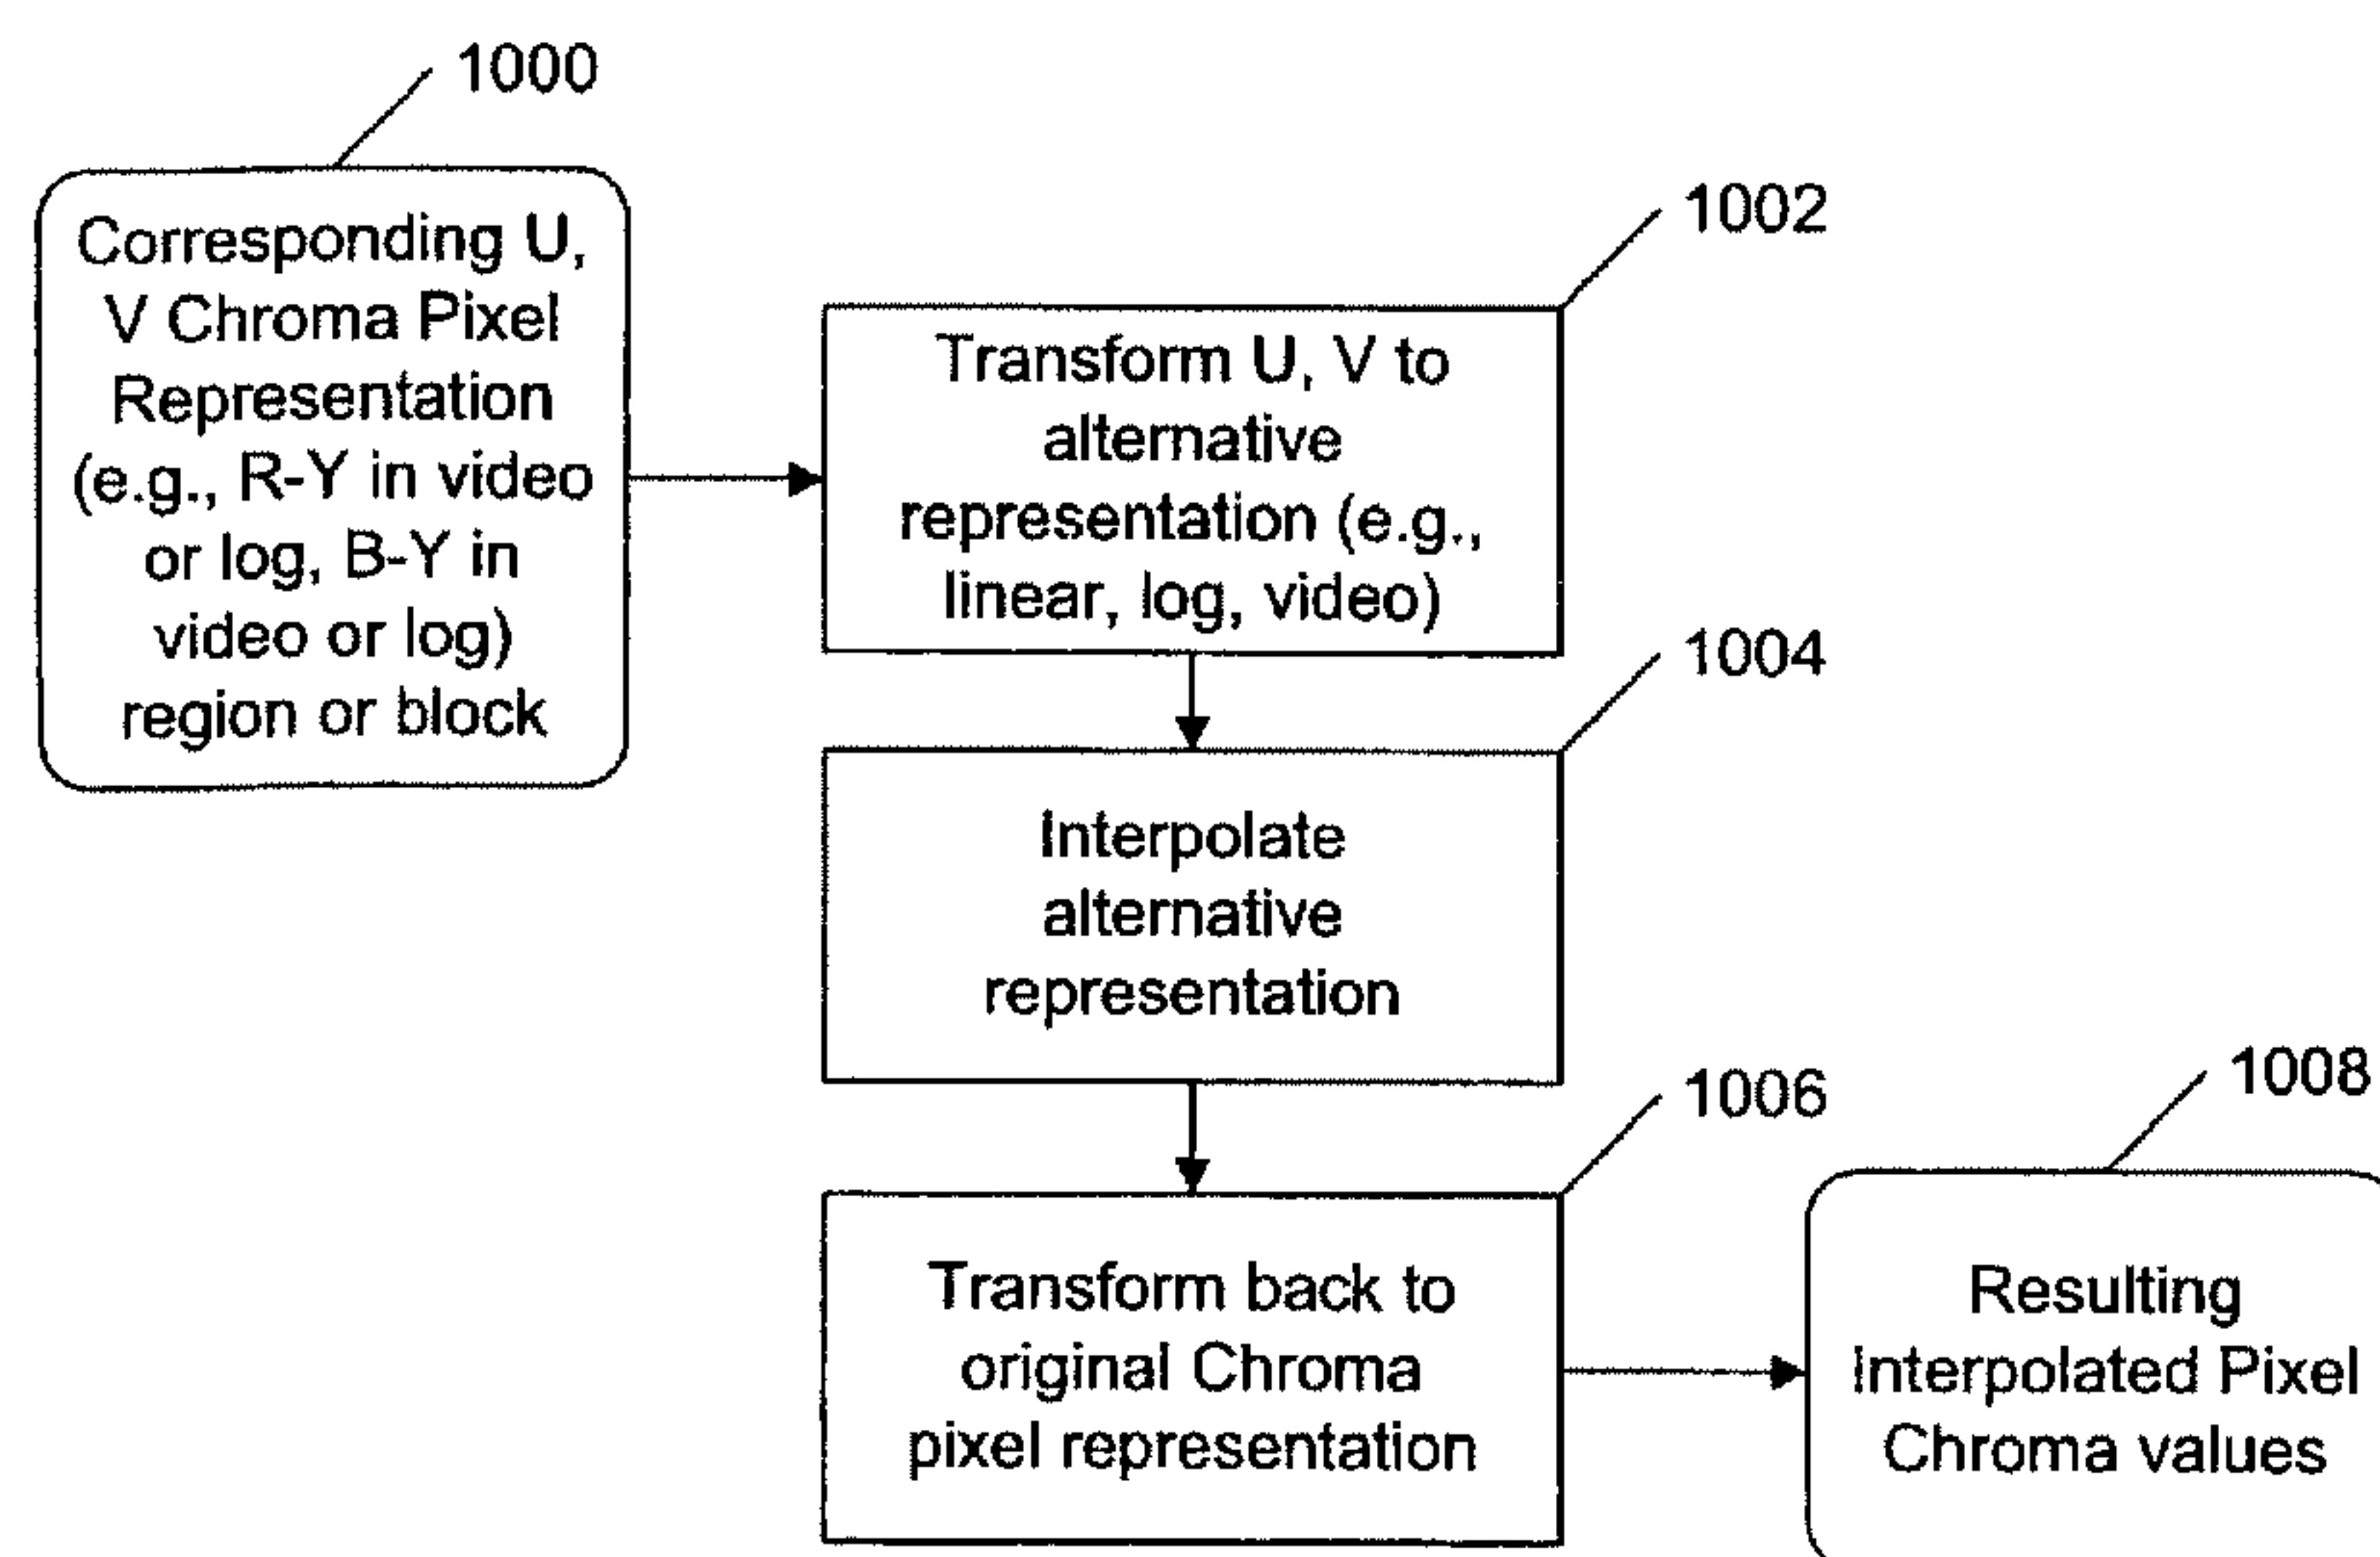 1000
Corresponding U,
V Chroma Pixel
Representation
(e.g., R-Y in video
or log, B-Y in
video or log)
region or block
1002
Transform U, V to
alternative
representation (e.g.,
linear, log, video)
1004
Interpolate
alternative
representation
1006
Transform back to
original Chroma
pixel representation
1008
Resulting
Interpolated Pixel
Chroma values